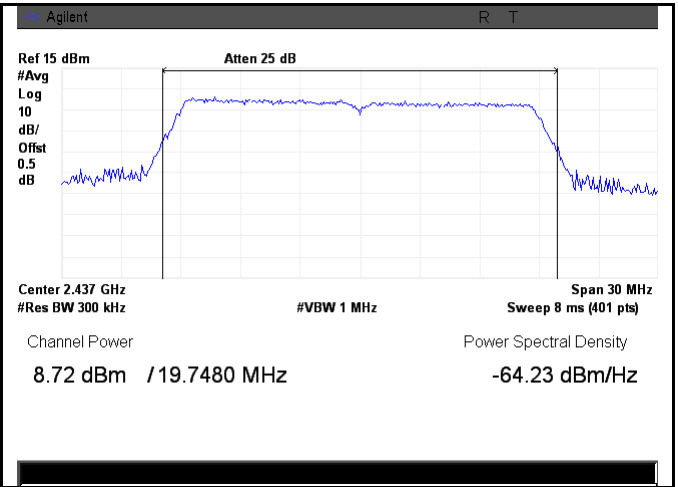 Agilent R T
Ref 15 dBm Atten 25 dB
#Avg
Log
10
dB/
Offst
0.5
dB
Center 2.437 GHz Span 30 MHz
#Res BW 300 kHz #VBW 1 MHz Sweep 8 ms (401 pts)
Channel Power Power Spectral Density
8.72 dBm / 19.7480 MHz -64.23 dBm/Hz